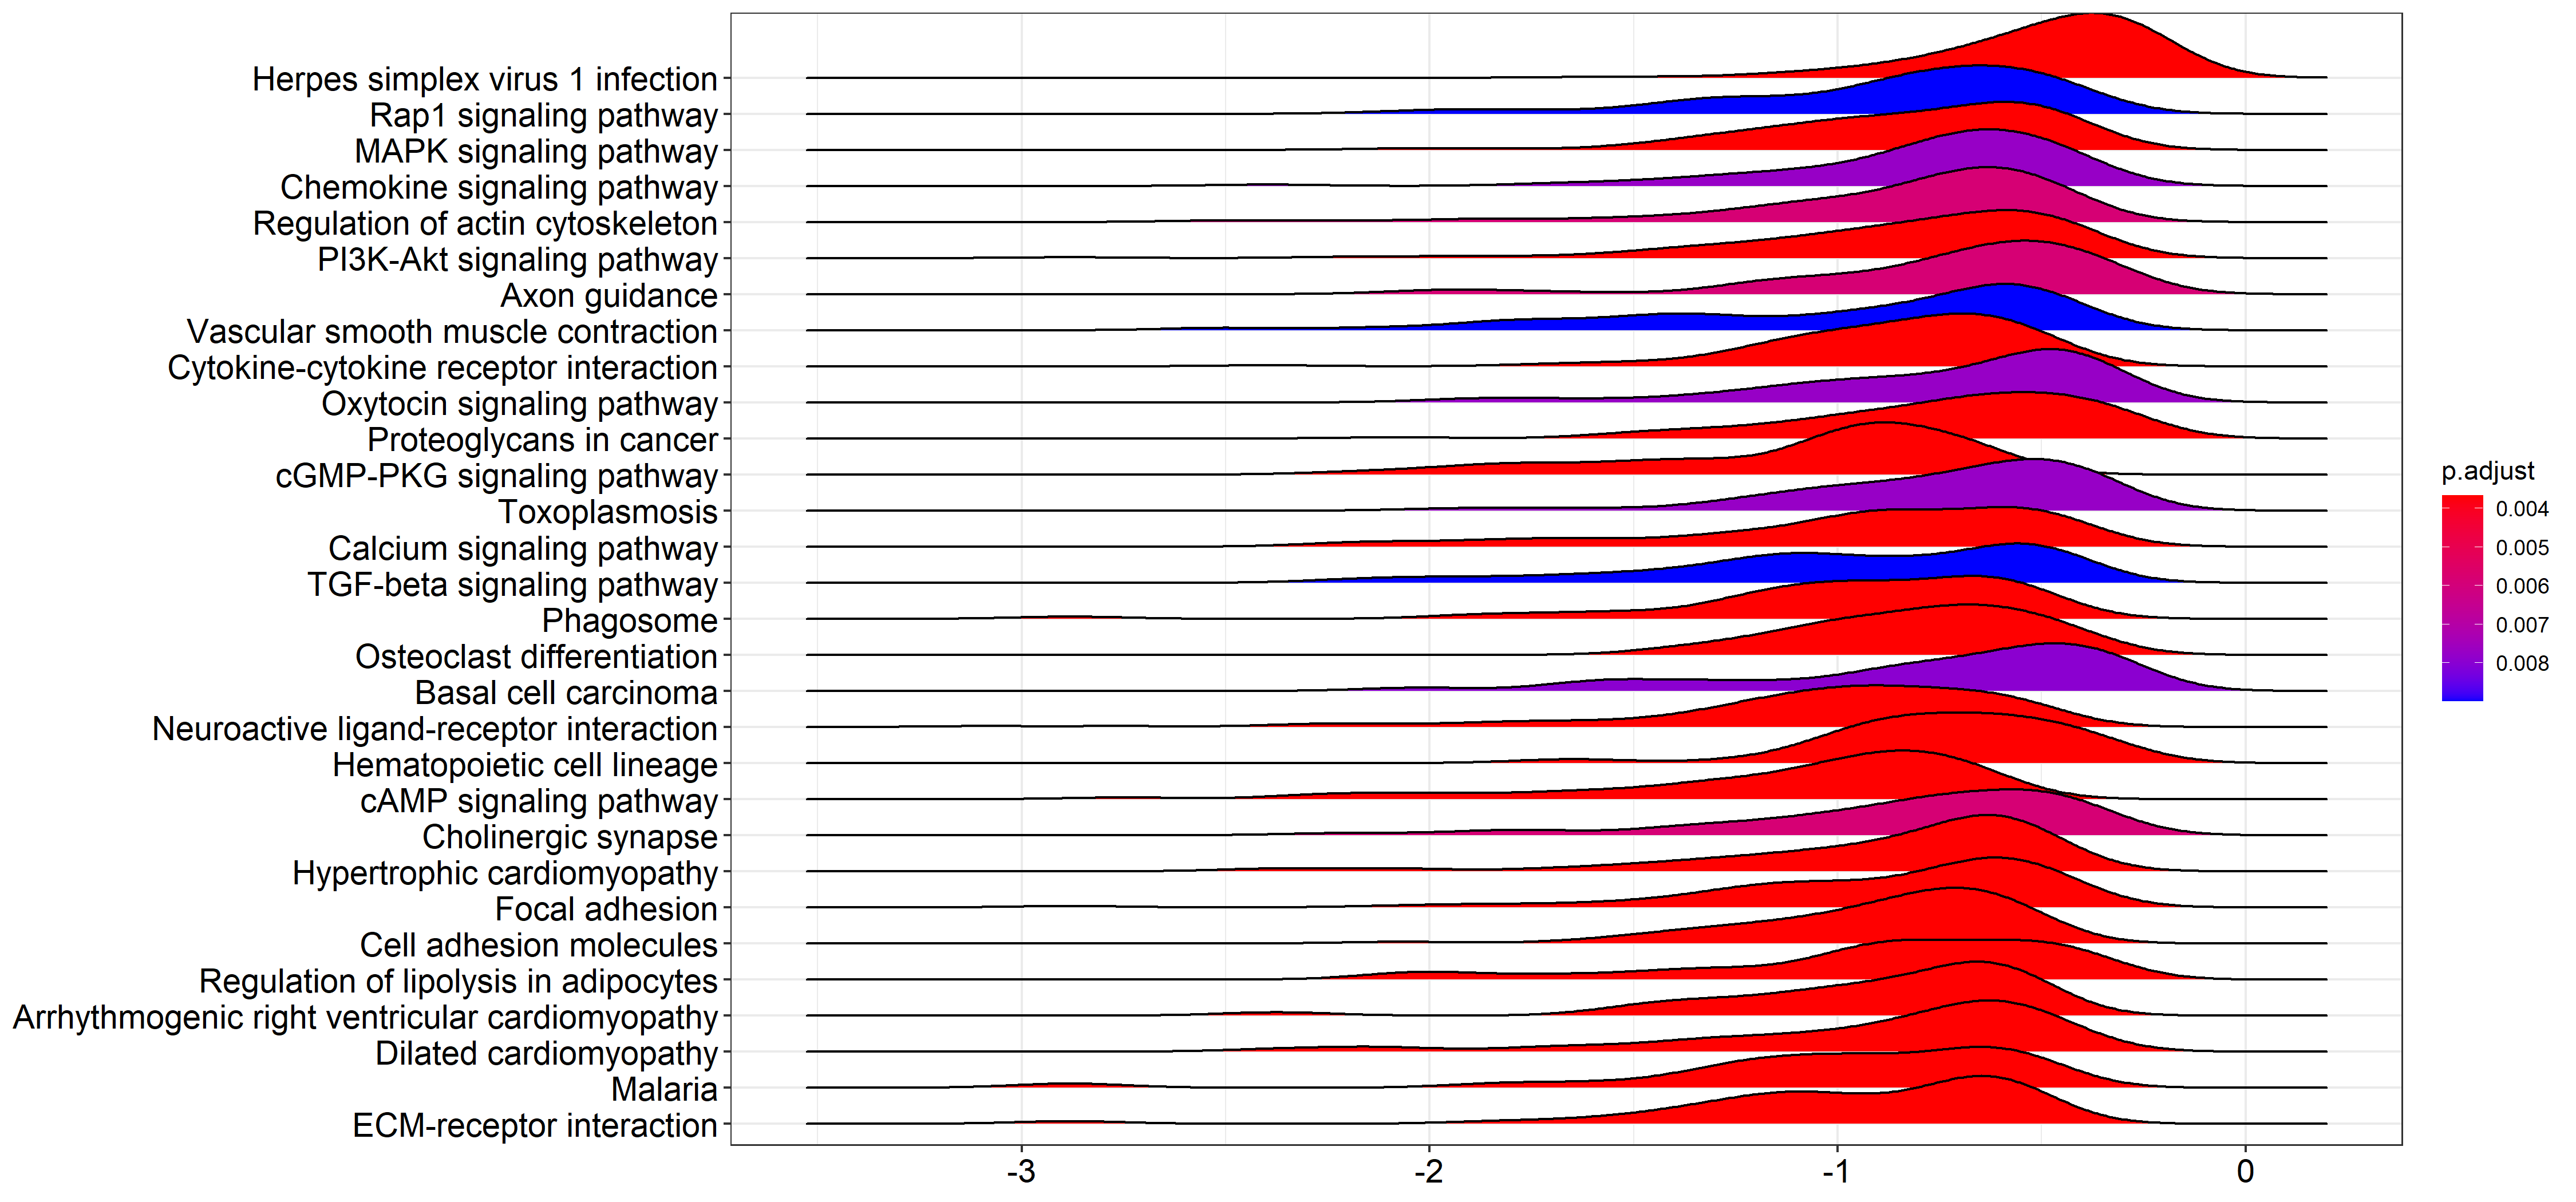 Herpes simplex virus 1 infection
Rap1 signaling pathway
MAPK signaling pathway
Chemokine signaling pathway
Regulation of actin cytoskeleton
PI3K-Akt signaling pathway
Axon guidance
Vascular smooth muscle contraction
Cytokine-cytokine receptor interaction
Oxytocin signaling pathway
Proteoglycans in cancer
cGMP-PKG signaling pathway
Toxoplasmosis
Calcium signaling pathway
TGF-beta signaling pathway
Phagosome
Osteoclast differentiation
Basal cell carcinoma
Neuroactive ligand-receptor interaction
Hematopoietic cell lineage
cAMP signaling pathway
Cholinergic synapse
Hypertrophic cardiomyopathy
Focal adhesion
Cell adhesion molecules
Regulation of lipolysis in adipocytes
Arrhythmogenic right ventricular cardiomyopathy
Dilated cardiomyopathy
Malaria
ECM-receptor interaction
-3 -2 -1 0
p.adjust
0.004
0.005
0.006
0.007
0.008